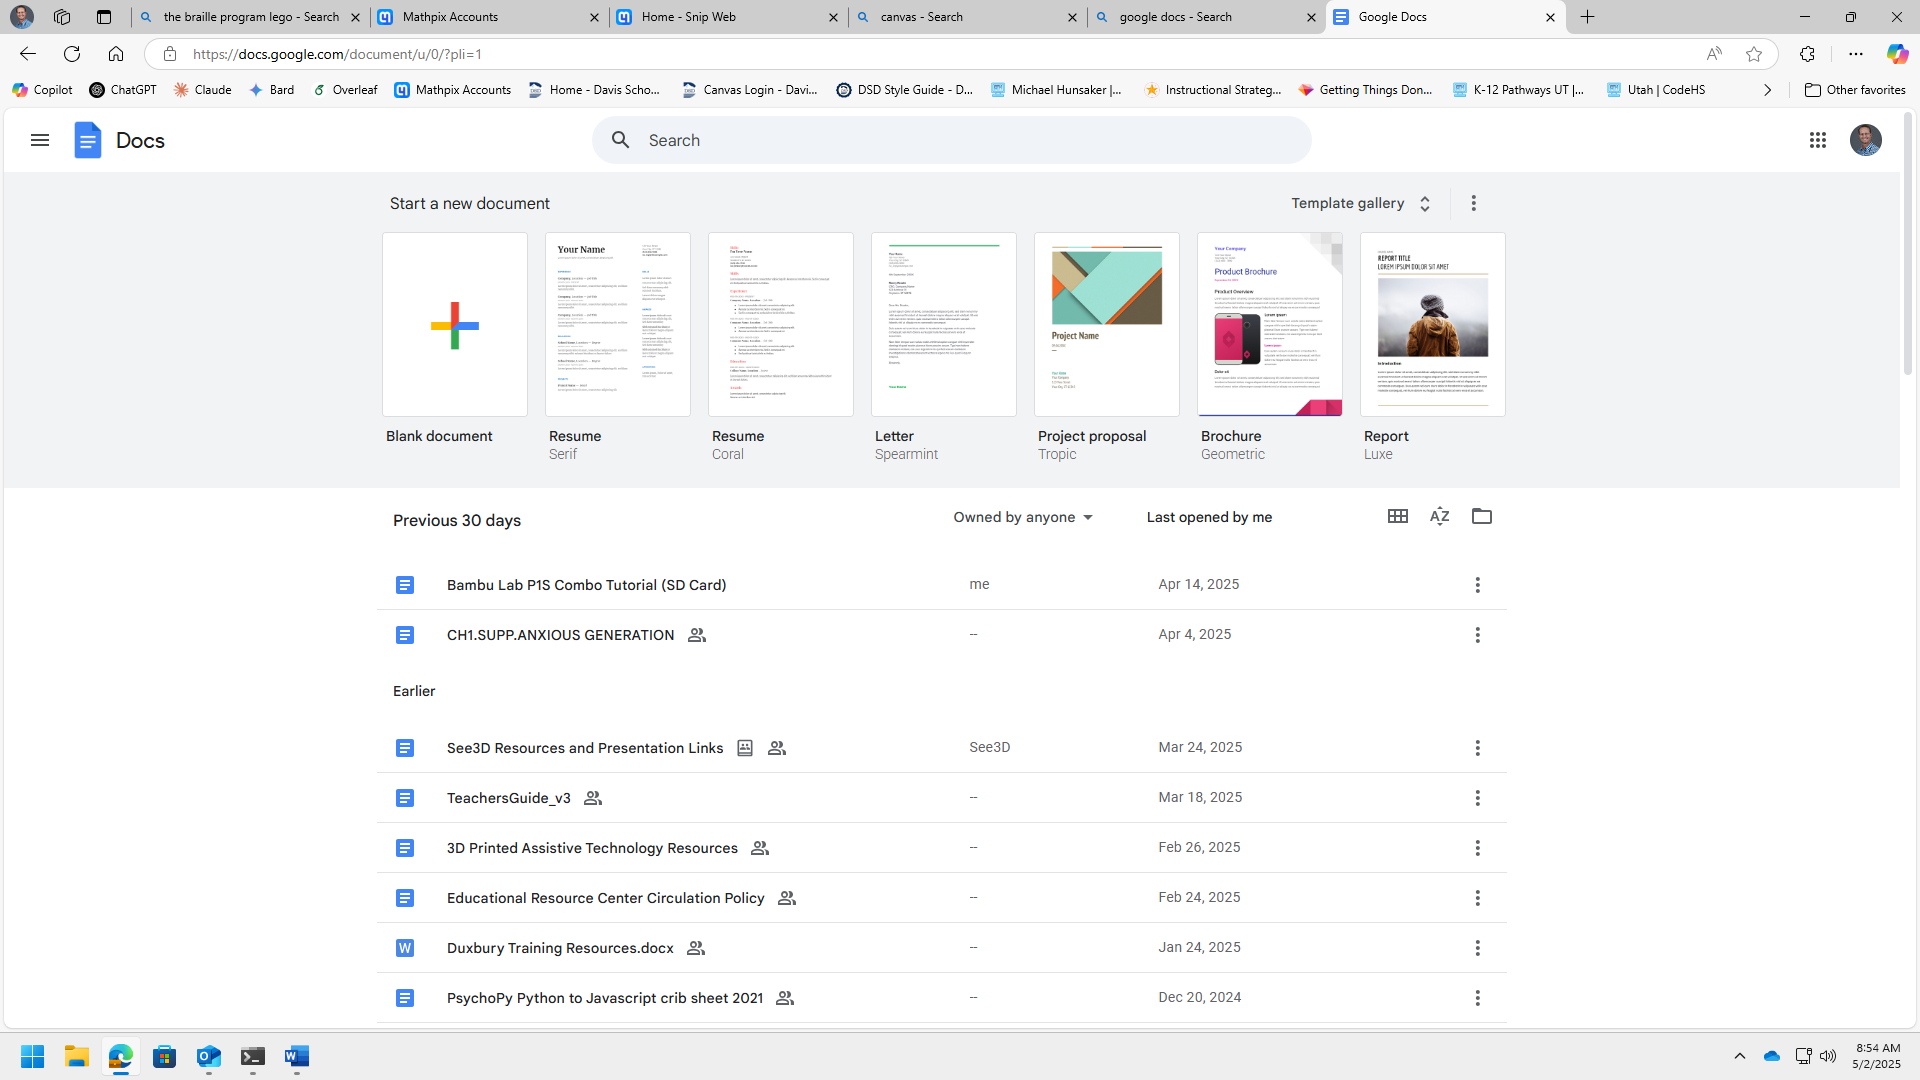 the braille program lego - Search
Mathpix Accounts
Home - Snip Web
canvas - Search
google docs - Search
Google Docs
https://docs.google.com/document/u/0/?pli=1
Copilot
ChatGPT
Claude
Bard
Overleaf
Mathpix Accounts
Home - Davis Scho...
Canvas Login - Davi...
DSD Style Guide - D...
Michael Hunsaker |...
Instructional Strateg...
Getting Things Don...
K-12 Pathways UT |...
Utah | CodeHS
Other favorites
Docs
Search
Start a new document
Template gallery
Your Name
Project Name
Your Company
Product Brochure
Product Overview
REPORT TITLE
LOREM IPSUM DOLOR SIT AMET
Introduction
Blank document
Resume
Serif
Resume
Coral
Letter
Spearmint
Project proposal
Tropic
Brochure
Geometric
Report
Luxe
Previous 30 days
Owned by anyone
Last opened by me
AZ
Bambu Lab P1S Combo Tutorial (SD Card)
me
Apr 14, 2025
CH1.SUPP.ANXIOUS GENERATION
--
Apr 4, 2025
Earlier
See3D Resources and Presentation Links
See3D
Mar 24, 2025
TeachersGuide_v3
--
Mar 18, 2025
3D Printed Assistive Technology Resources
--
Feb 26, 2025
Educational Resource Center Circulation Policy
--
Feb 24, 2025
W
Duxbury Training Resources.docx
--
Jan 24, 2025
PsychoPy Python to Javascript crib sheet 2021
--
Dec 20, 2024
8:54 AM
5/2/2025